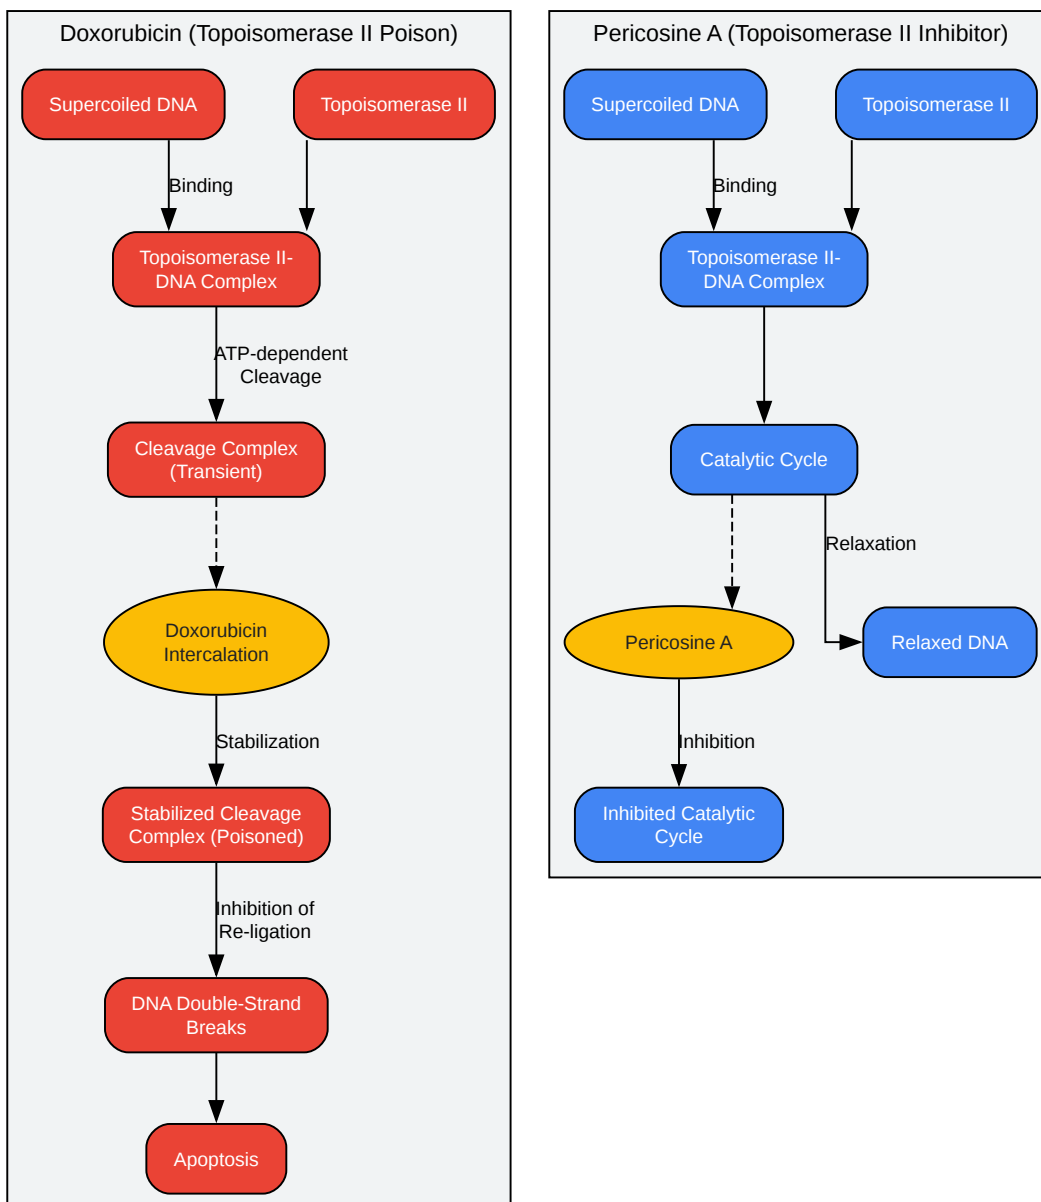 Doxorubicin (Topoisomerase II Poison)
Supercoiled DNA
Topoisomerase II
Binding
Topoisomerase II-
DNA Complex
ATP-dependent
Cleavage
Cleavage Complex
(Transient)
Doxorubicin
Intercalation
Stabilization
Stabilized Cleavage
Complex (Poisoned)
Inhibition of
Re-ligation
DNA Double-Strand
Breaks
Apoptosis
Pericosine A (Topoisomerase II Inhibitor)
Supercoiled DNA
Topoisomerase II
Binding
Topoisomerase II-
DNA Complex
Catalytic Cycle
Relaxation
Pericosine A
Relaxed DNA
Inhibition
Inhibited Catalytic
Cycle